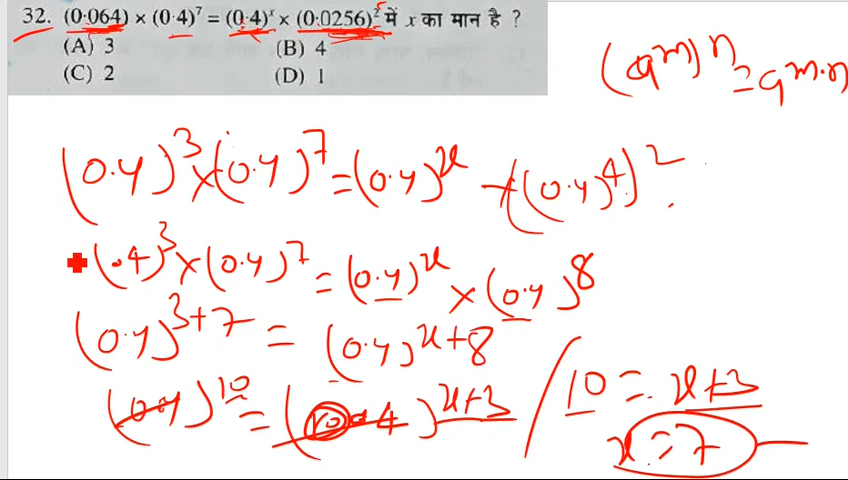 32. (0·064) × (0·4)⁷ = (0·4)ˣ × (0·0256)² में x का मान है ?
(A) 3 (B) 4
(C) 2 (D) 1
(a^m)^n = a^m·n
(0.4)³ × (0.4)⁷ = (0.4)ˣ × ((0.4)⁴)²
(.4)³ × (0.4)⁷ = (0.4)ˣ × (0.4)⁸
(0.4)³⁺⁷ = (0.4)ˣ⁺⁸
(0.4)¹⁰ = (0.4)ˣ⁺³ / 10 = x+3
x = 7